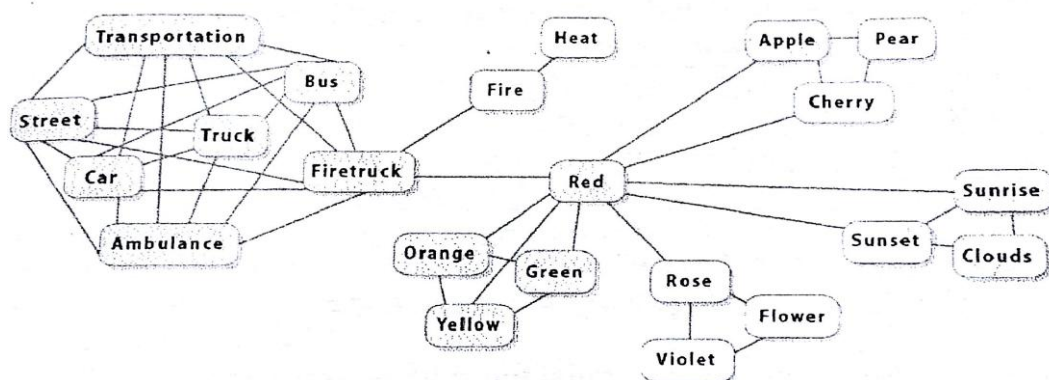 Transportation
Heat
Apple
Pear
Bus
Fire
Cherry
Street
Truck
Car
Firetruck
Red
Sunrise
Ambulance
Orange
Green
Sunset
Clouds
Rose
Yellow
Flower
Violet